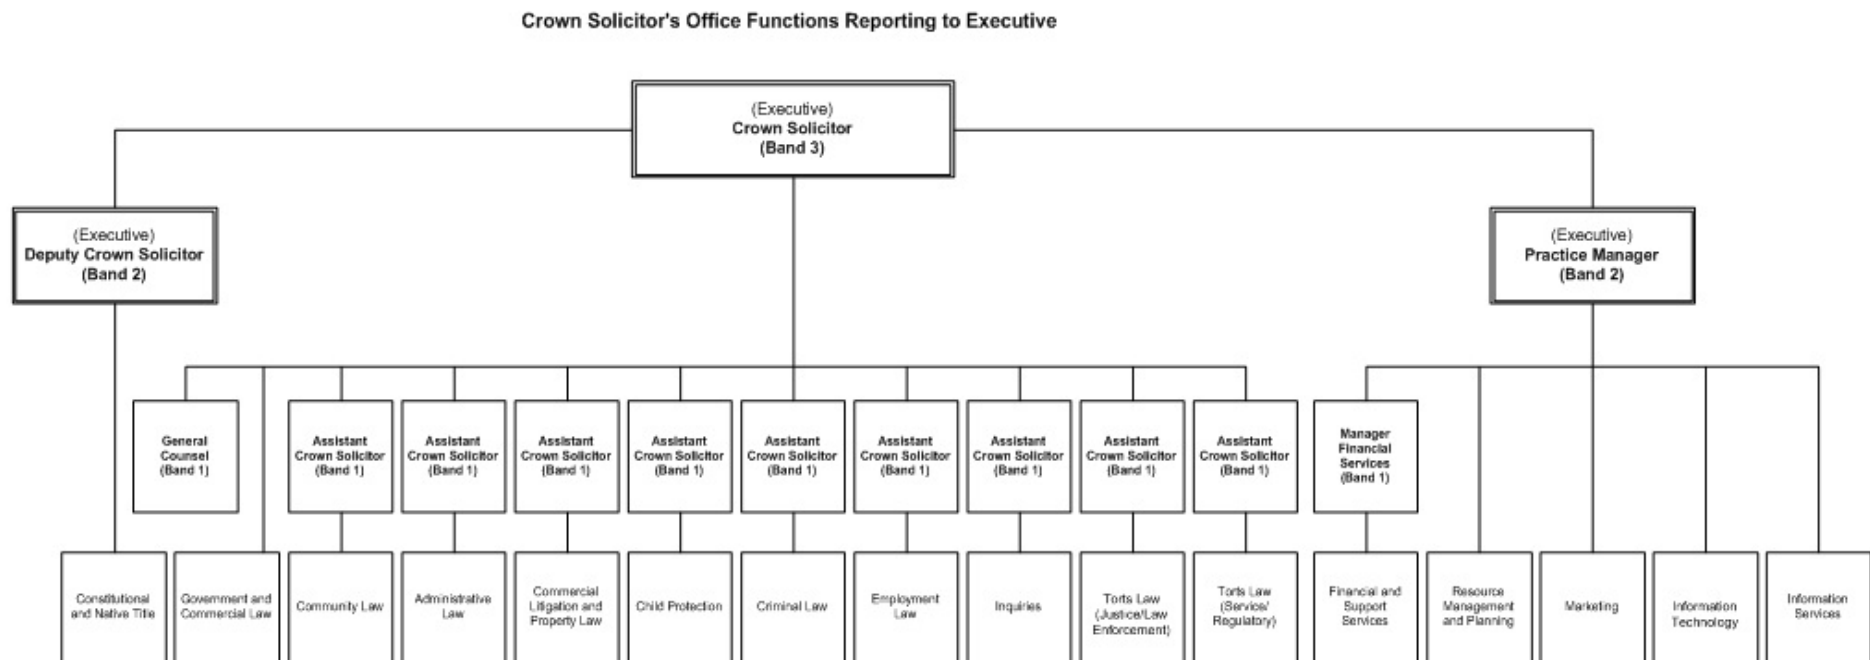 Crown Solicitor's Office Functions Reporting to Executive
(Executive)
Crown Solicitor
(Band 3)
(Executive)
Deputy Crown Solicitor
(Band 2)
(Executive)
Practice Manager
(Band 2)
General
Counsel
(Band 1)
Assistant
Crown Solicitor
(Band 1)
Assistant
Crown Solicitor
(Band 1)
Assistant
Crown Solicitor
(Band 1)
Assistant
Crown Solicitor
(Band 1)
Assistant
Crown Solicitor
(Band 1)
Assistant
Crown Solicitor
(Band 1)
Assistant
Crown Solicitor
(Band 1)
Assistant
Crown Solicitor
(Band 1)
Assistant
Crown Solicitor
(Band 1)
Manager
Financial
Services
(Band 1)
Constitutional
and Native Title
Government and
Commercial Law
Community Law
Administrative
Law
Commercial
Litigation and
Property Law
Child Protection
Criminal Law
Employment
Law
Inquiries
Torts Law
(Justice/Law
Enforcement)
Torts Law
(Service/
Regulatory)
Financial and
Support
Services
Resource
Management
and Planning
Marketing
Information
Technology
Information
Services